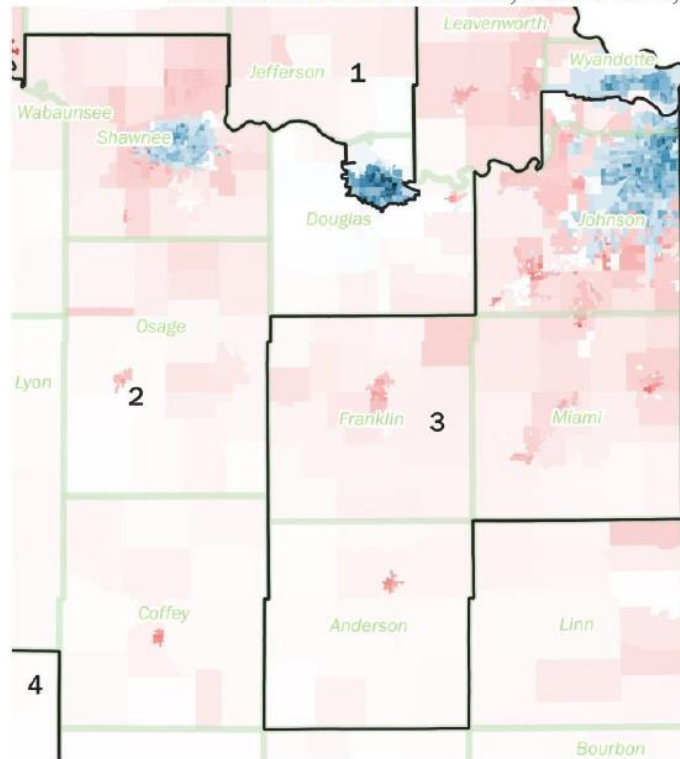 Leavenworth
Wyandotte
Jefferson
1
Wabaunsee
Shawnee
Douglas
Johnson
Osage
Lyon
2
Franklin
3
Miami
Coffey
Anderson
Linn
4
Bourbon